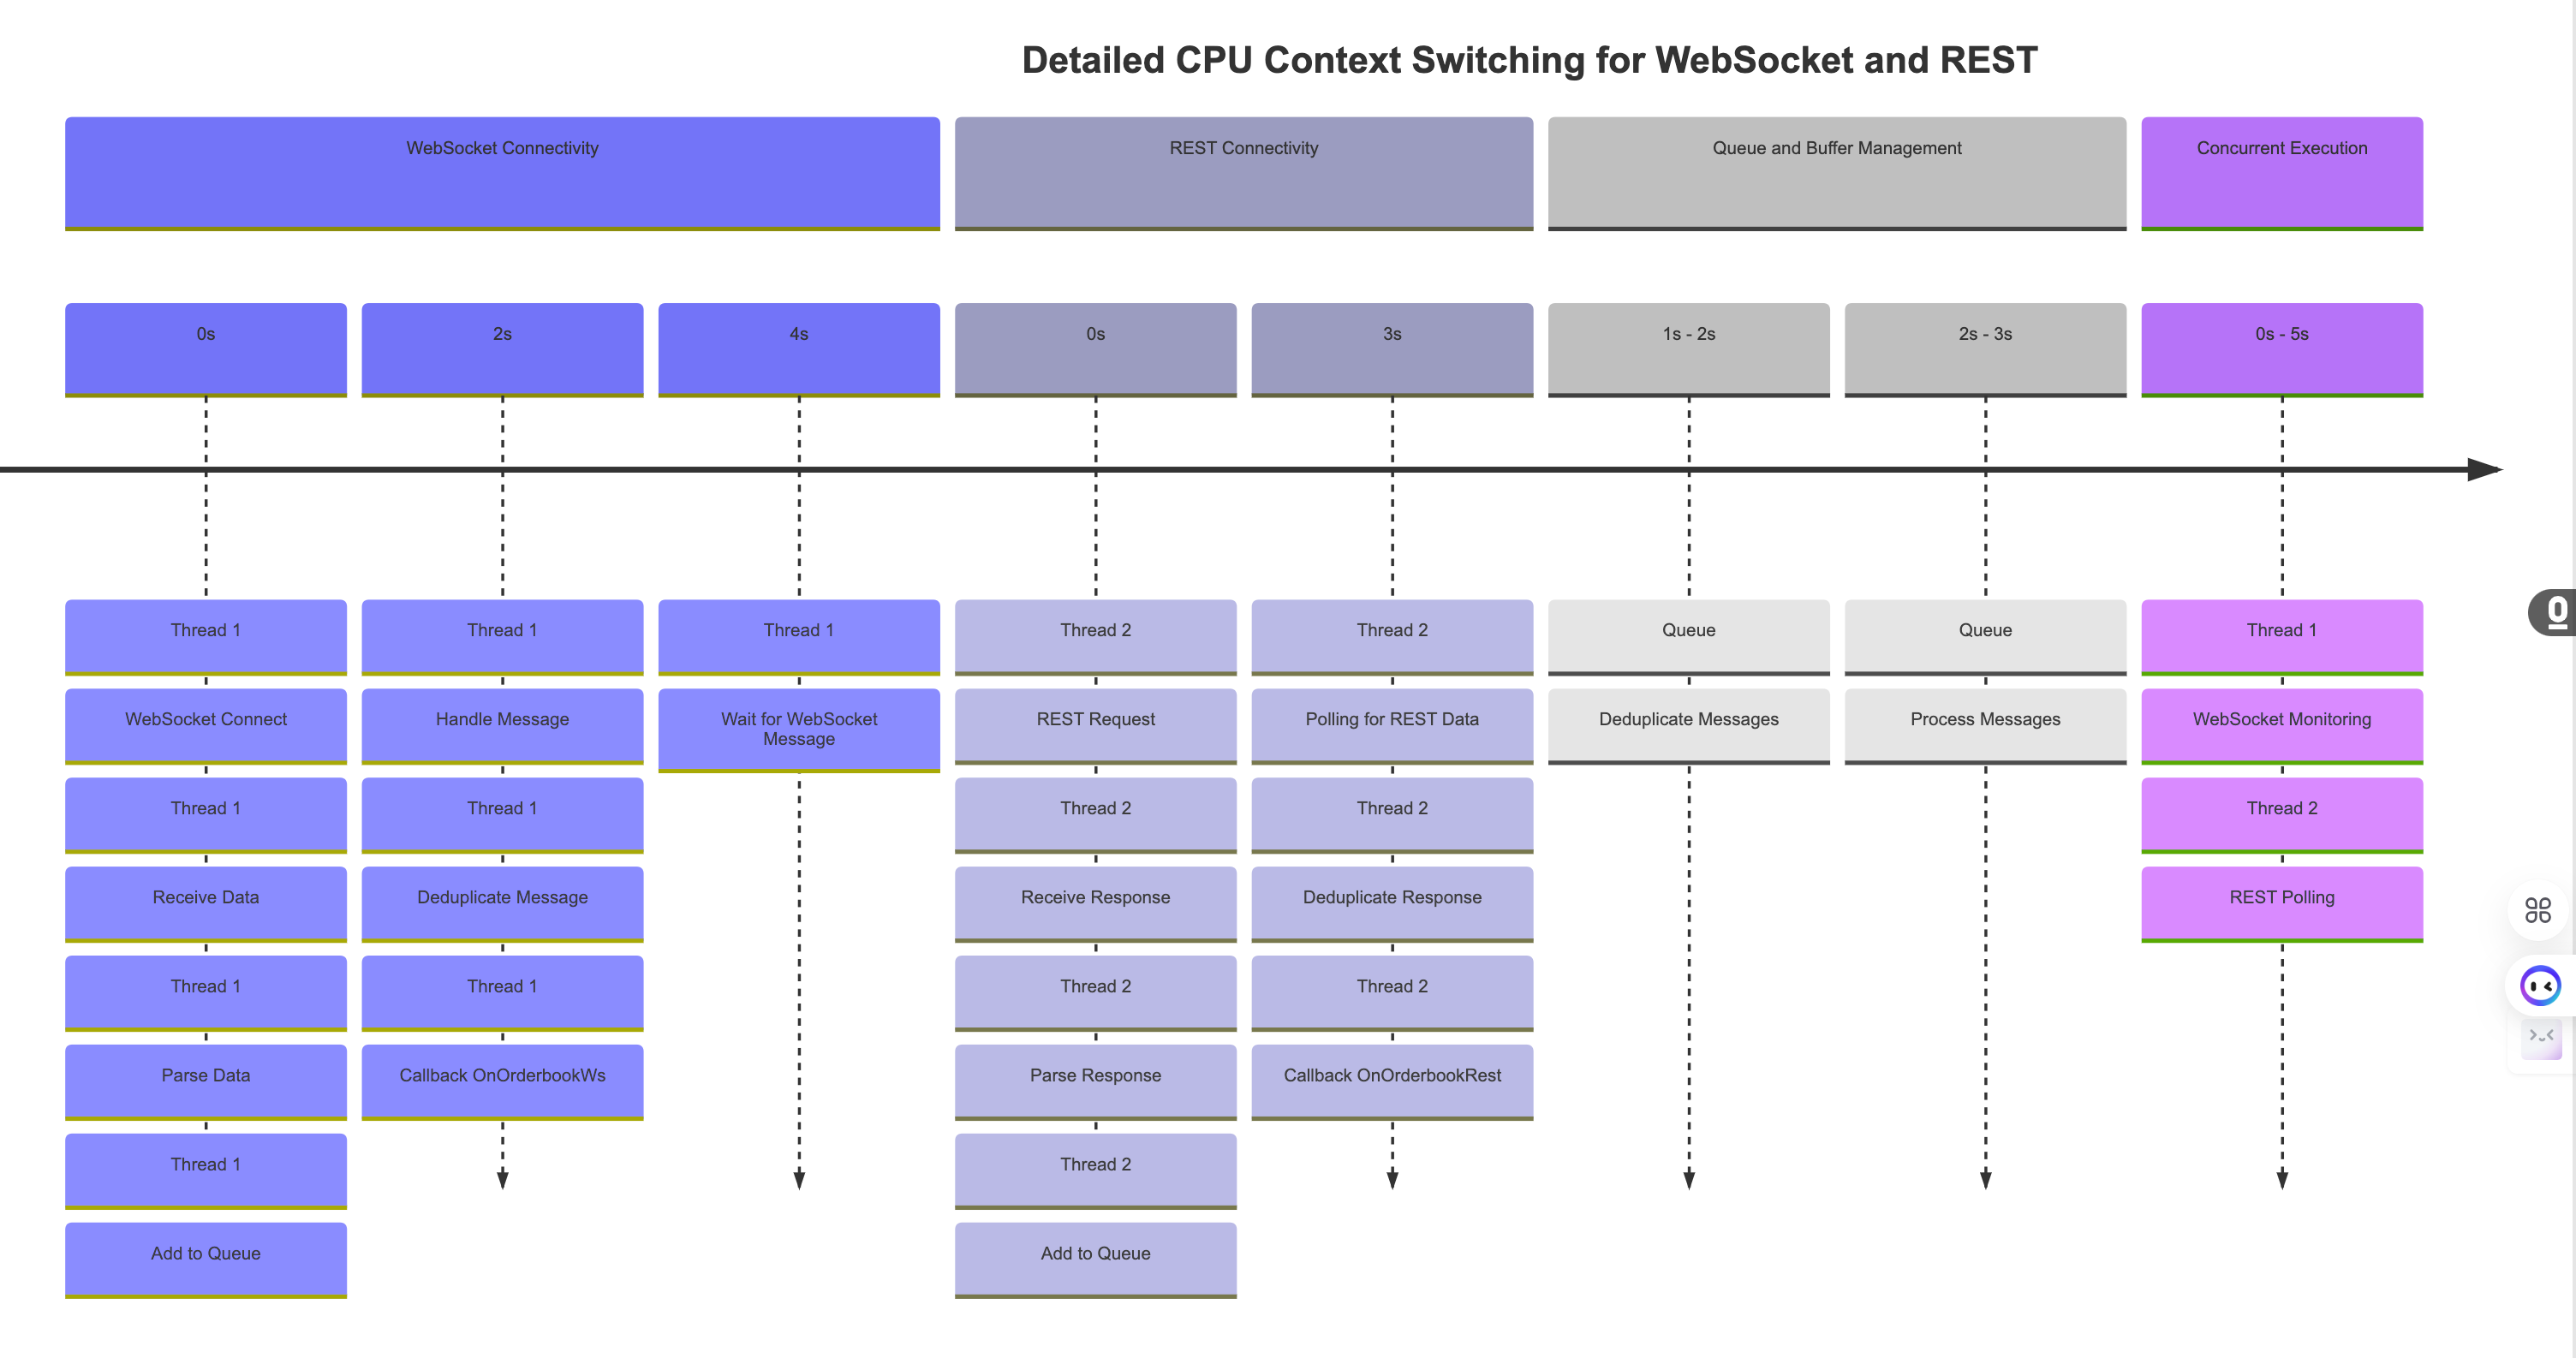 Detailed CPU Context Switching for WebSocket and REST
WebSocket Connectivity
REST Connectivity
Queue and Buffer Management
Concurrent Execution
0s
2s
4s
0s
3s
1s - 2s
2s - 3s
0s - 5s
Thread 1
WebSocket Connect
Thread 1
Receive Data
Thread 1
Parse Data
Thread 1
Add to Queue
Thread 1
Handle Message
Thread 1
Deduplicate Message
Thread 1
Callback OnOrderbookWs
Thread 1
Wait for WebSocket
Message
Thread 2
REST Request
Thread 2
Receive Response
Thread 2
Parse Response
Thread 2
Add to Queue
Thread 2
Polling for REST Data
Thread 2
Deduplicate Response
Thread 2
Callback OnOrderbookRest
Queue
Deduplicate Messages
Queue
Process Messages
Thread 1
WebSocket Monitoring
Thread 2
REST Polling